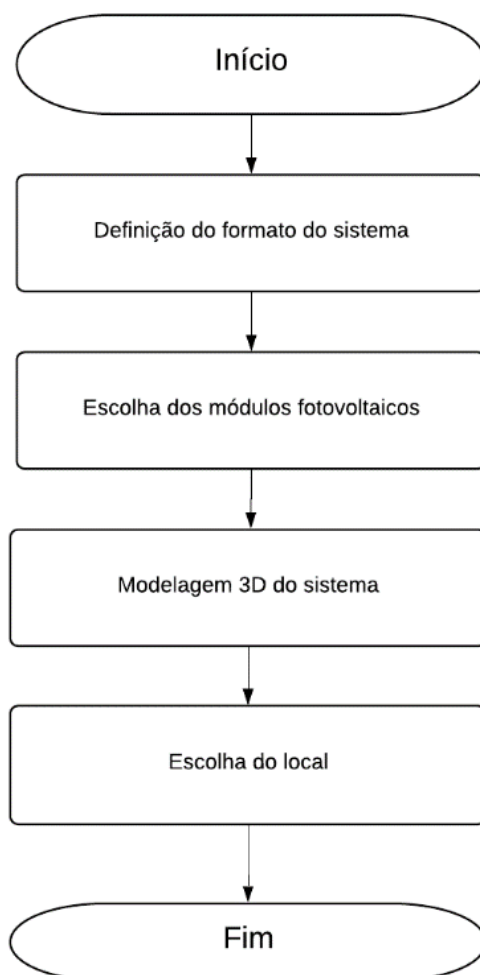 Início
Definição do formato do sistema
Escolha dos módulos fotovoltaicos
Modelagem 3D do sistema
Escolha do local
Fim